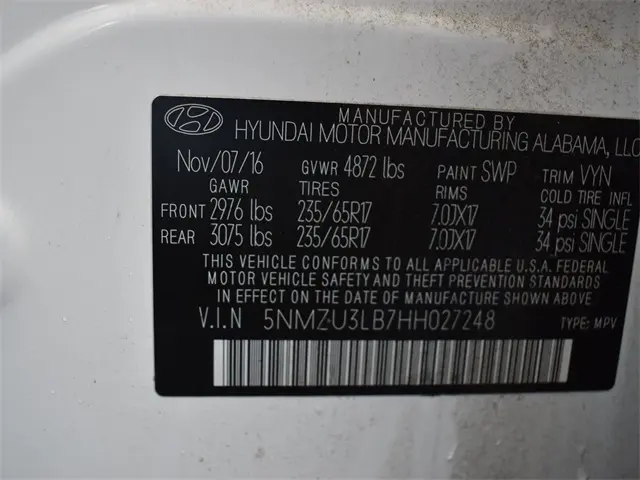 MANUFACTURED BY
HYUNDAI MOTOR MANUFACTURING ALABAMA, LLC
Nov/07/16 GVWR 4872 lbs PAINT SWP TRIM VYN
GAWR TIRES RIMS COLD TIRE INFL
FRONT 2976 lbs 235/65R17 7.0JX17 34 psi SINGLE
REAR 3075 lbs 235/65R17 7.0JX17 34 psi SINGLE
THIS VEHICLE CONFORMS TO ALL APPLICABLE U.S.A. FEDERAL
MOTOR VEHICLE SAFETY AND THEFT PREVENTION STANDARDS
IN EFFECT ON THE DATE OF MANUFACTURE SHOWN ABOVE
V.I.N 5NMZU3LB7HH027248 TYPE: MPV